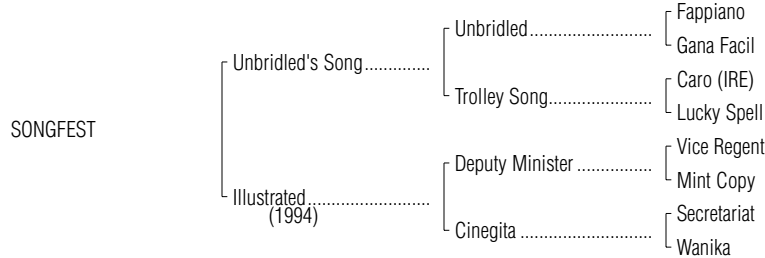 Fappiano
Unbridled..............................
Gana Facil
Unbridled's Song..............
Caro (IRE)
Trolley Song.........................
Lucky Spell
SONGFEST
Vice Regent
Deputy Minister ..................
Mint Copy
Illustrated..........................
(1994)
Secretariat
Cinegita ................................
Wanika